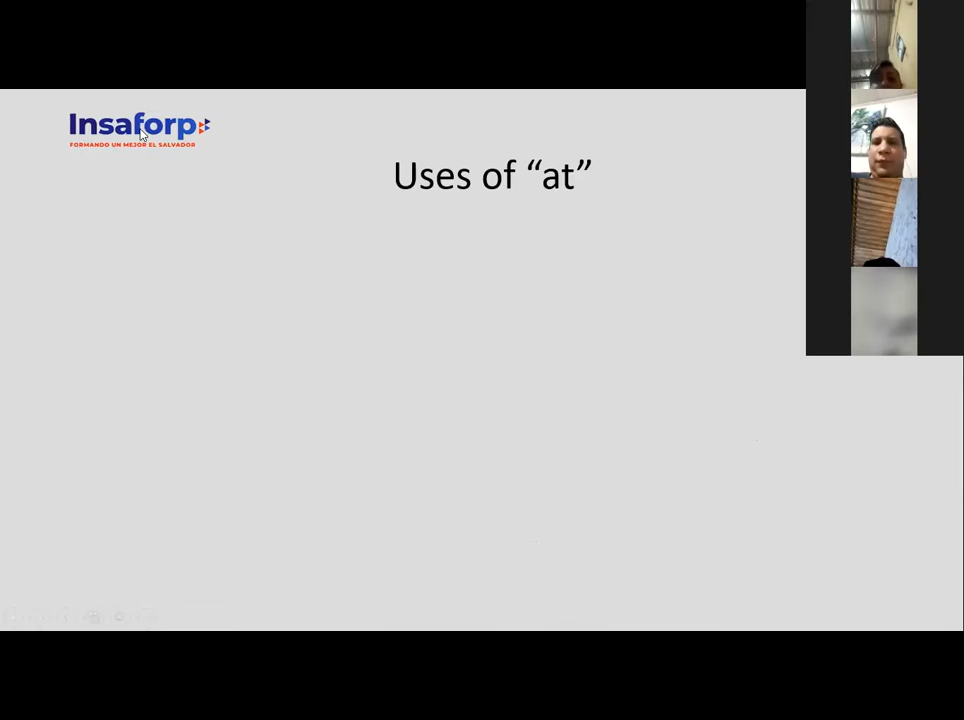 Insaforp
FORMANDO UN MEJOR EL SALVADOR
Uses of “at”